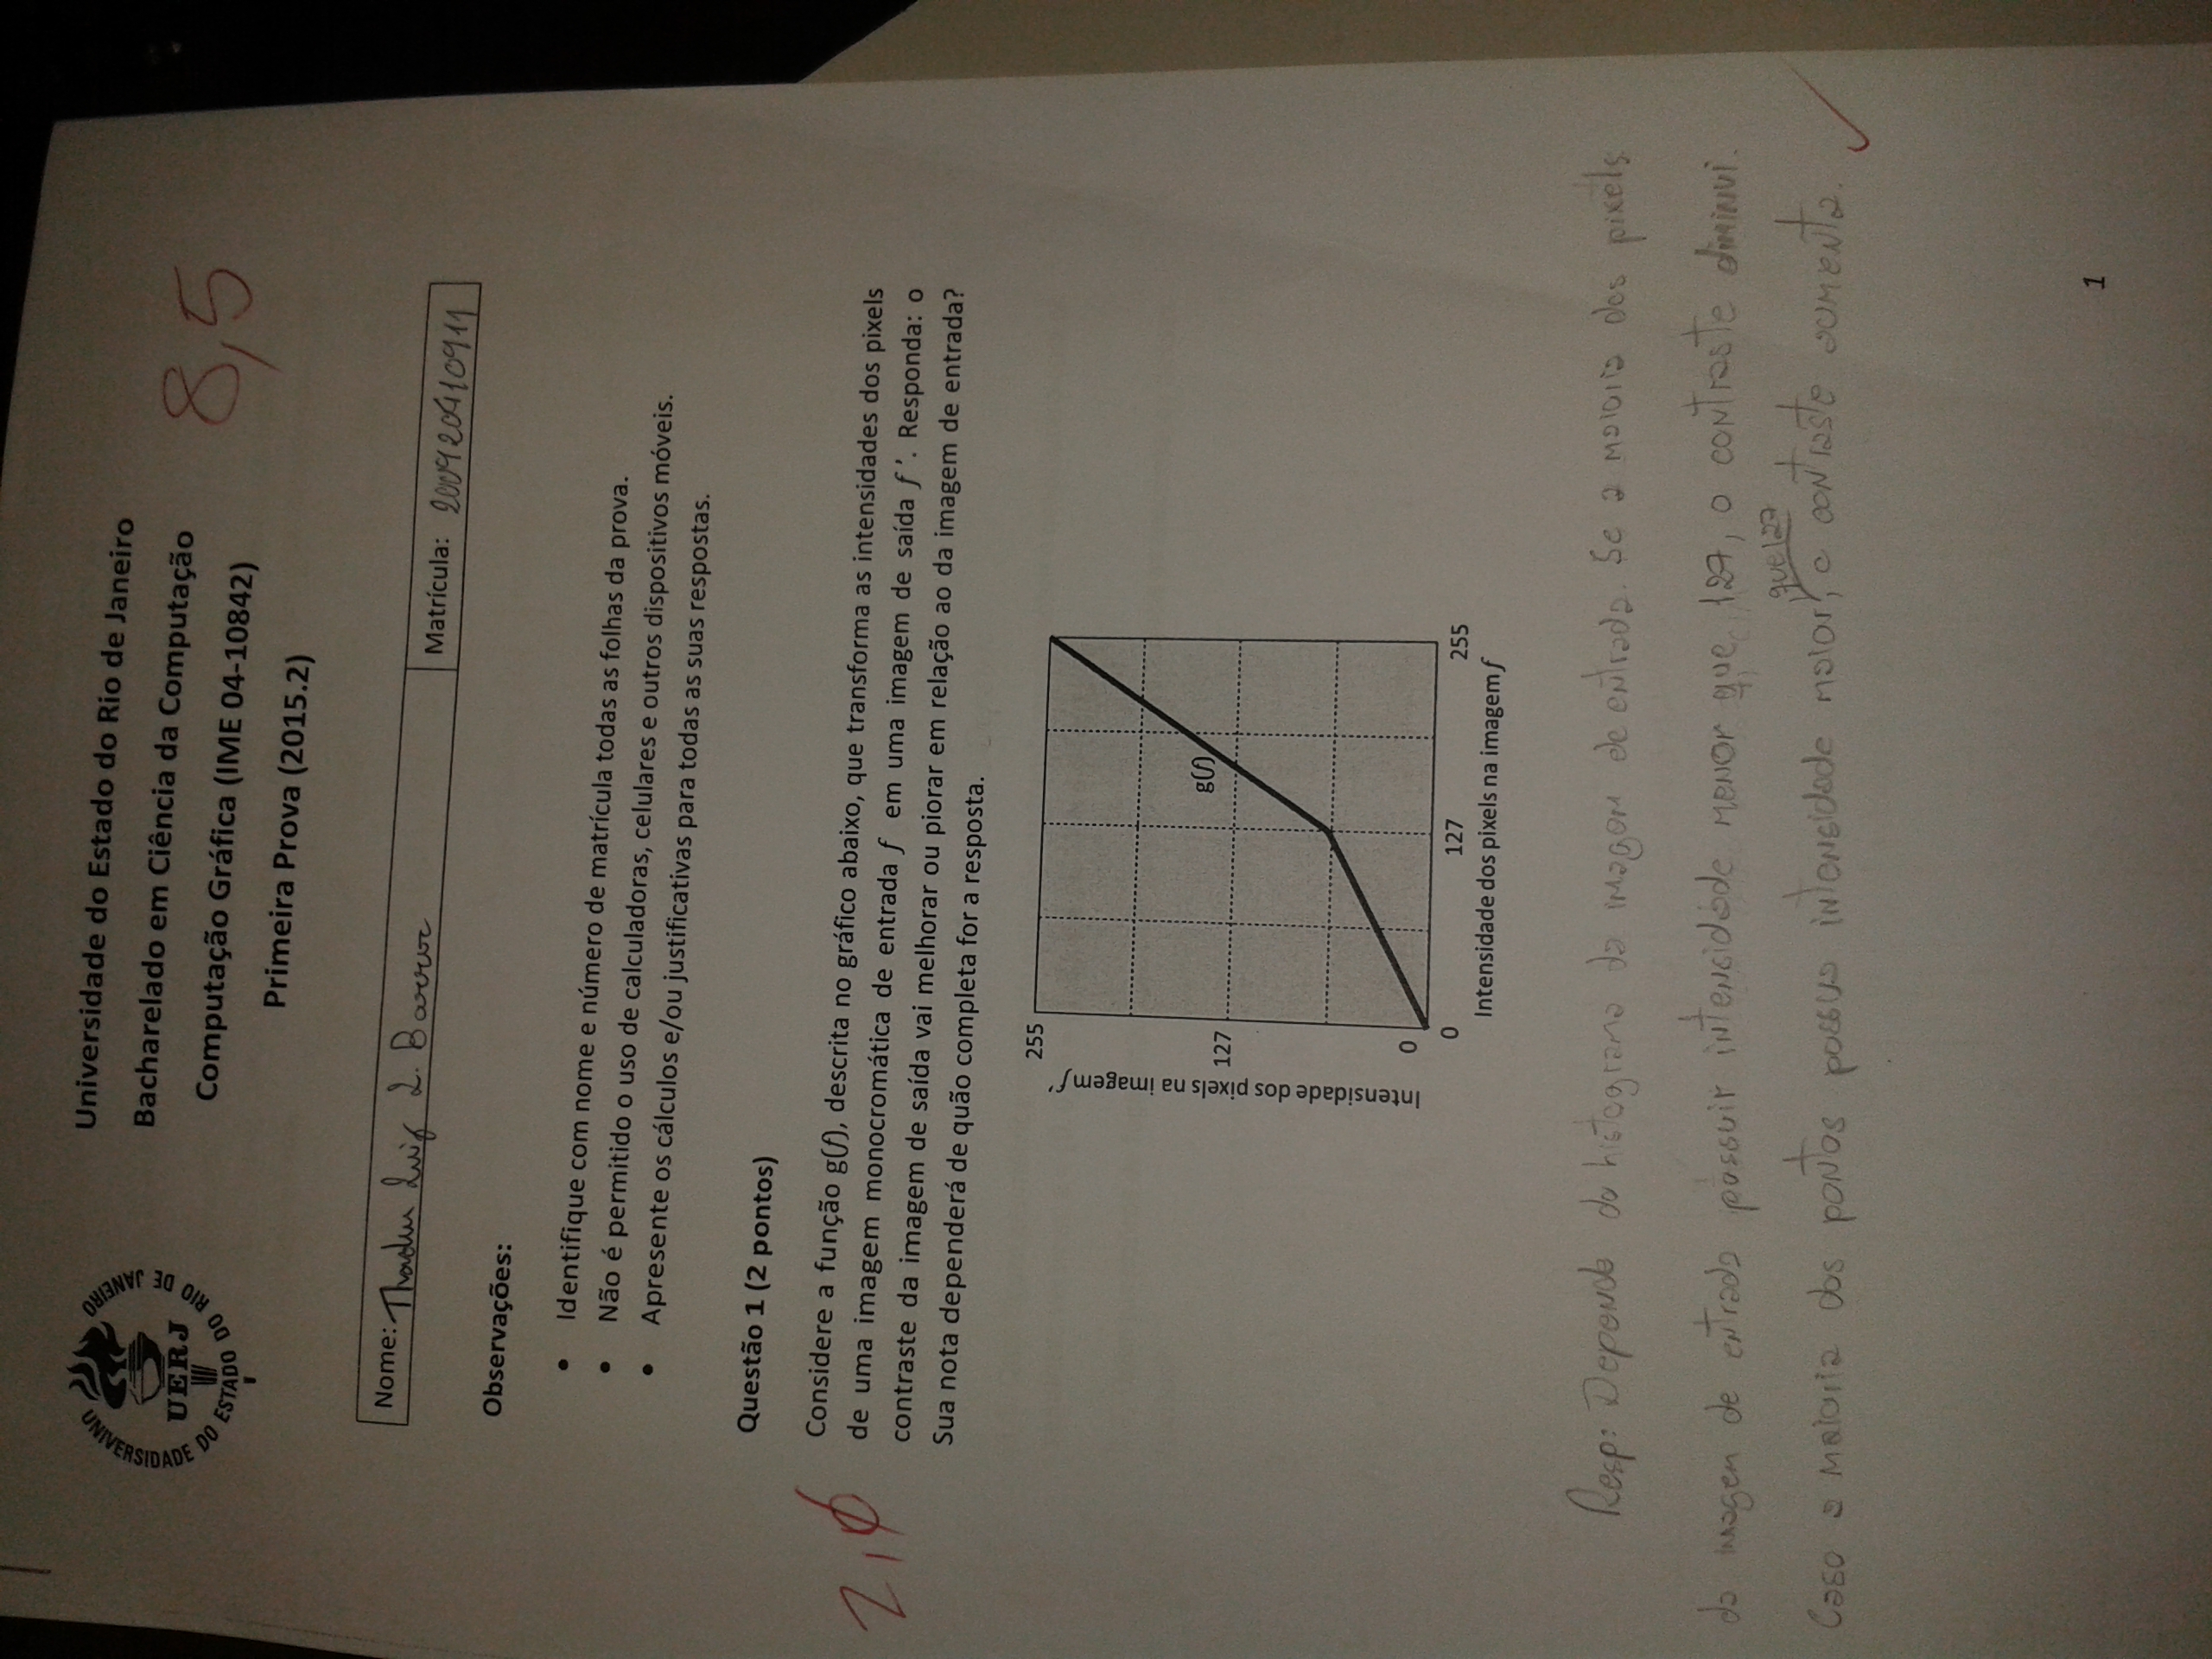 UNIVERSIDADE DO ESTADO DO RIO DE JANEIRO
UERJ
Universidade do Estado do Rio de Janeiro
Bacharelado em Ciência da Computação
Computação Gráfica (IME 04-10842)
Primeira Prova (2015.2)
8,5
Nome: Thadeu Luiz L. Barros
Matrícula: 200920410911
Observações:
• Identifique com nome e número de matrícula todas as folhas da prova.
• Não é permitido o uso de calculadoras, celulares e outros dispositivos móveis.
• Apresente os cálculos e/ou justificativas para todas as suas respostas.
Questão 1 (2 pontos)
2,0
Considere a função g(f), descrita no gráfico abaixo, que transforma as intensidades dos pixels
de uma imagem monocromática de entrada f em uma imagem de saída f '. Responda: o
contraste da imagem de saída vai melhorar ou piorar em relação ao da imagem de entrada?
Sua nota dependerá de quão completa for a resposta.
255
Intensidade dos pixels na imagem f'
g(f)
127
0
0 127 255
Intensidade dos pixels na imagem f
Resp: Depende do histograma da imagem de entrada. Se a maioria dos pixels
da imagem de entrada possuir intensidade menor que 127, o contraste diminui.
que 127
Caso a maioria dos pontos possua intensidade maior, o contraste aumenta.
1